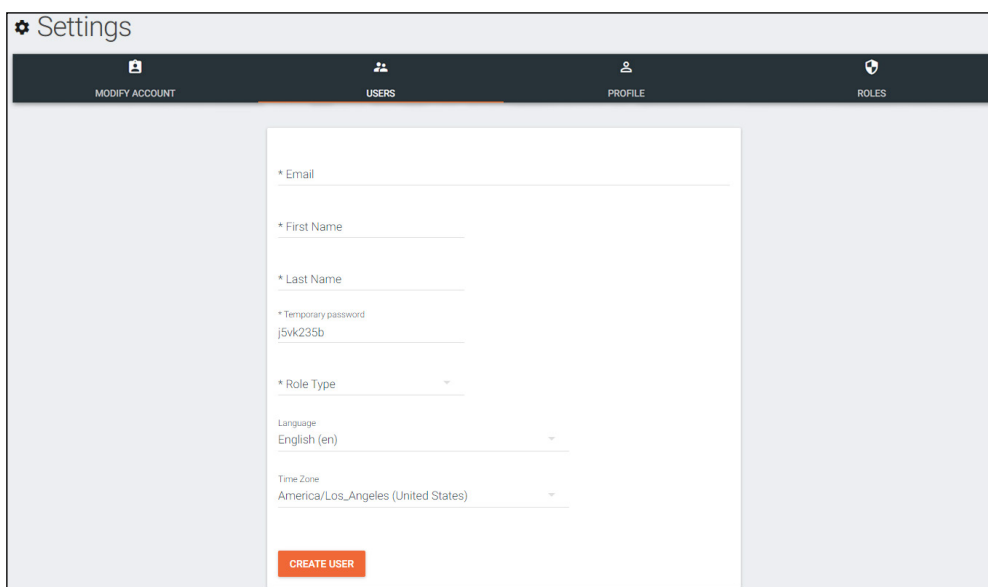 Settings
MODIFY ACCOUNT
USERS
PROFILE
ROLES
* Email
* First Name
* Last Name
* Temporary password
j5vk235b
* Role Type
Language
English (en)
Time Zone
America/Los_Angeles (United States)
CREATE USER